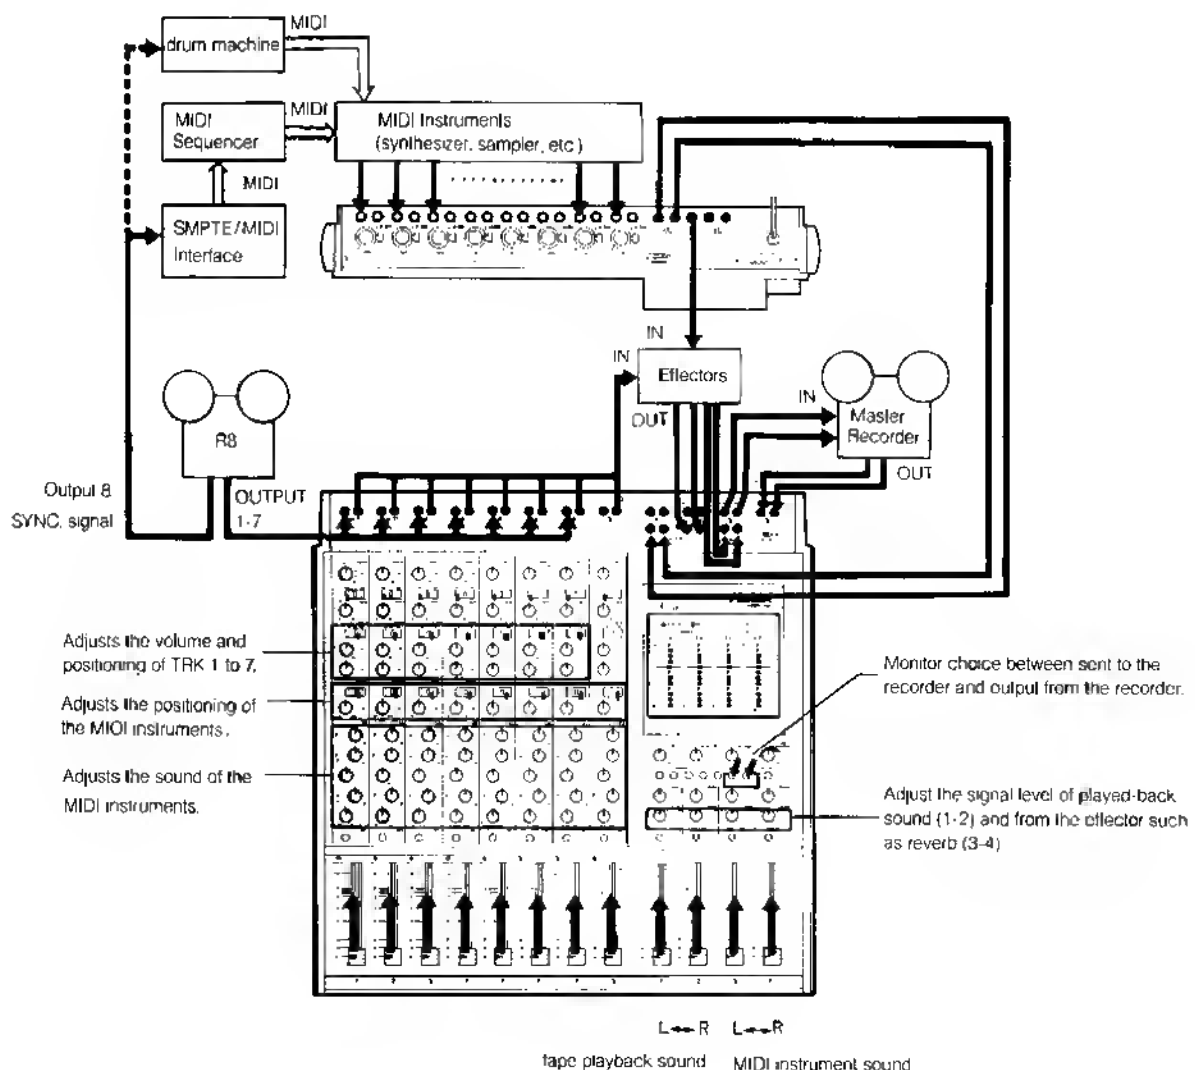 MIDI
drum machine
MIDI
Sequencer
MIDI
MIDI Instruments
(synthesizer, sampler, etc.)
MIDI
SMPTE/MIDI
Interface
IN
IN
Effectors
OUT
IN
Master
Recorder
OUT
R8
Output 8
SYNC. signal
OUTPUT
1-7
Adjusts the volume and
positioning of TRK 1 to 7.
Adjusts the positioning of
the MIDI instruments.
Adjusts the sound of the
MIDI instruments.
Monitor choice between sent to the
recorder and output from the recorder.
Adjust the signal level of played-back
sound (1-2) and from the effector such
as reverb (3-4)
L R L R
tape playback sound MIDI instrument sound